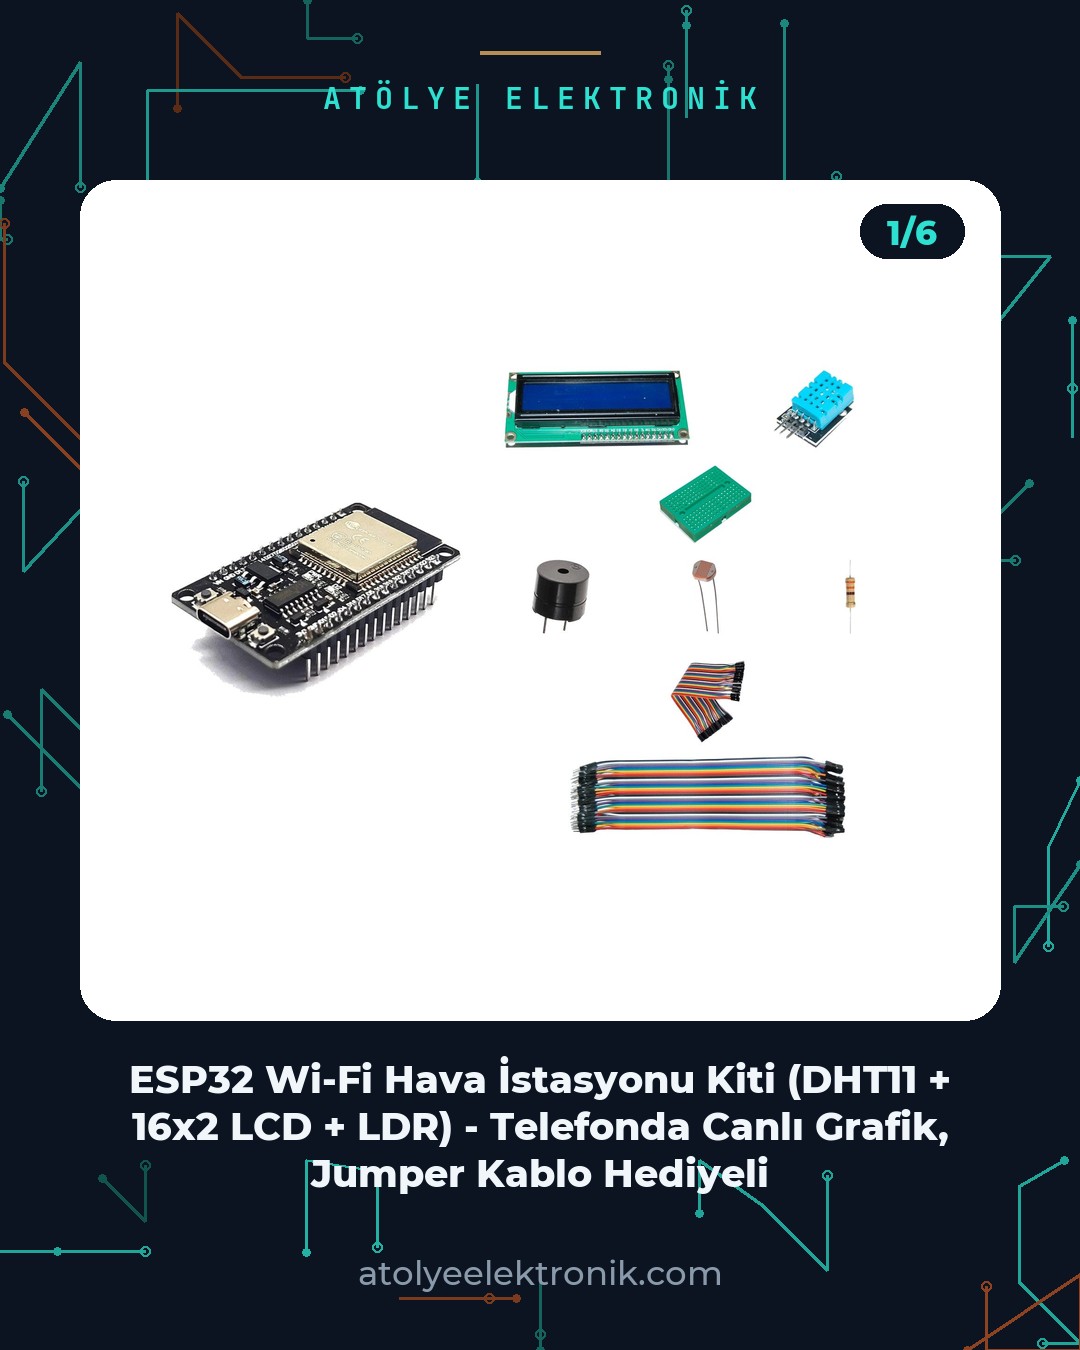 ATÖLYE ELEKTRONİK
1/6
ESP32 Wi-Fi Hava İstasyonu Kiti (DHT11 +
16x2 LCD + LDR) - Telefonda Canlı Grafik,
Jumper Kablo Hediyeli
atolyeelektronik.com